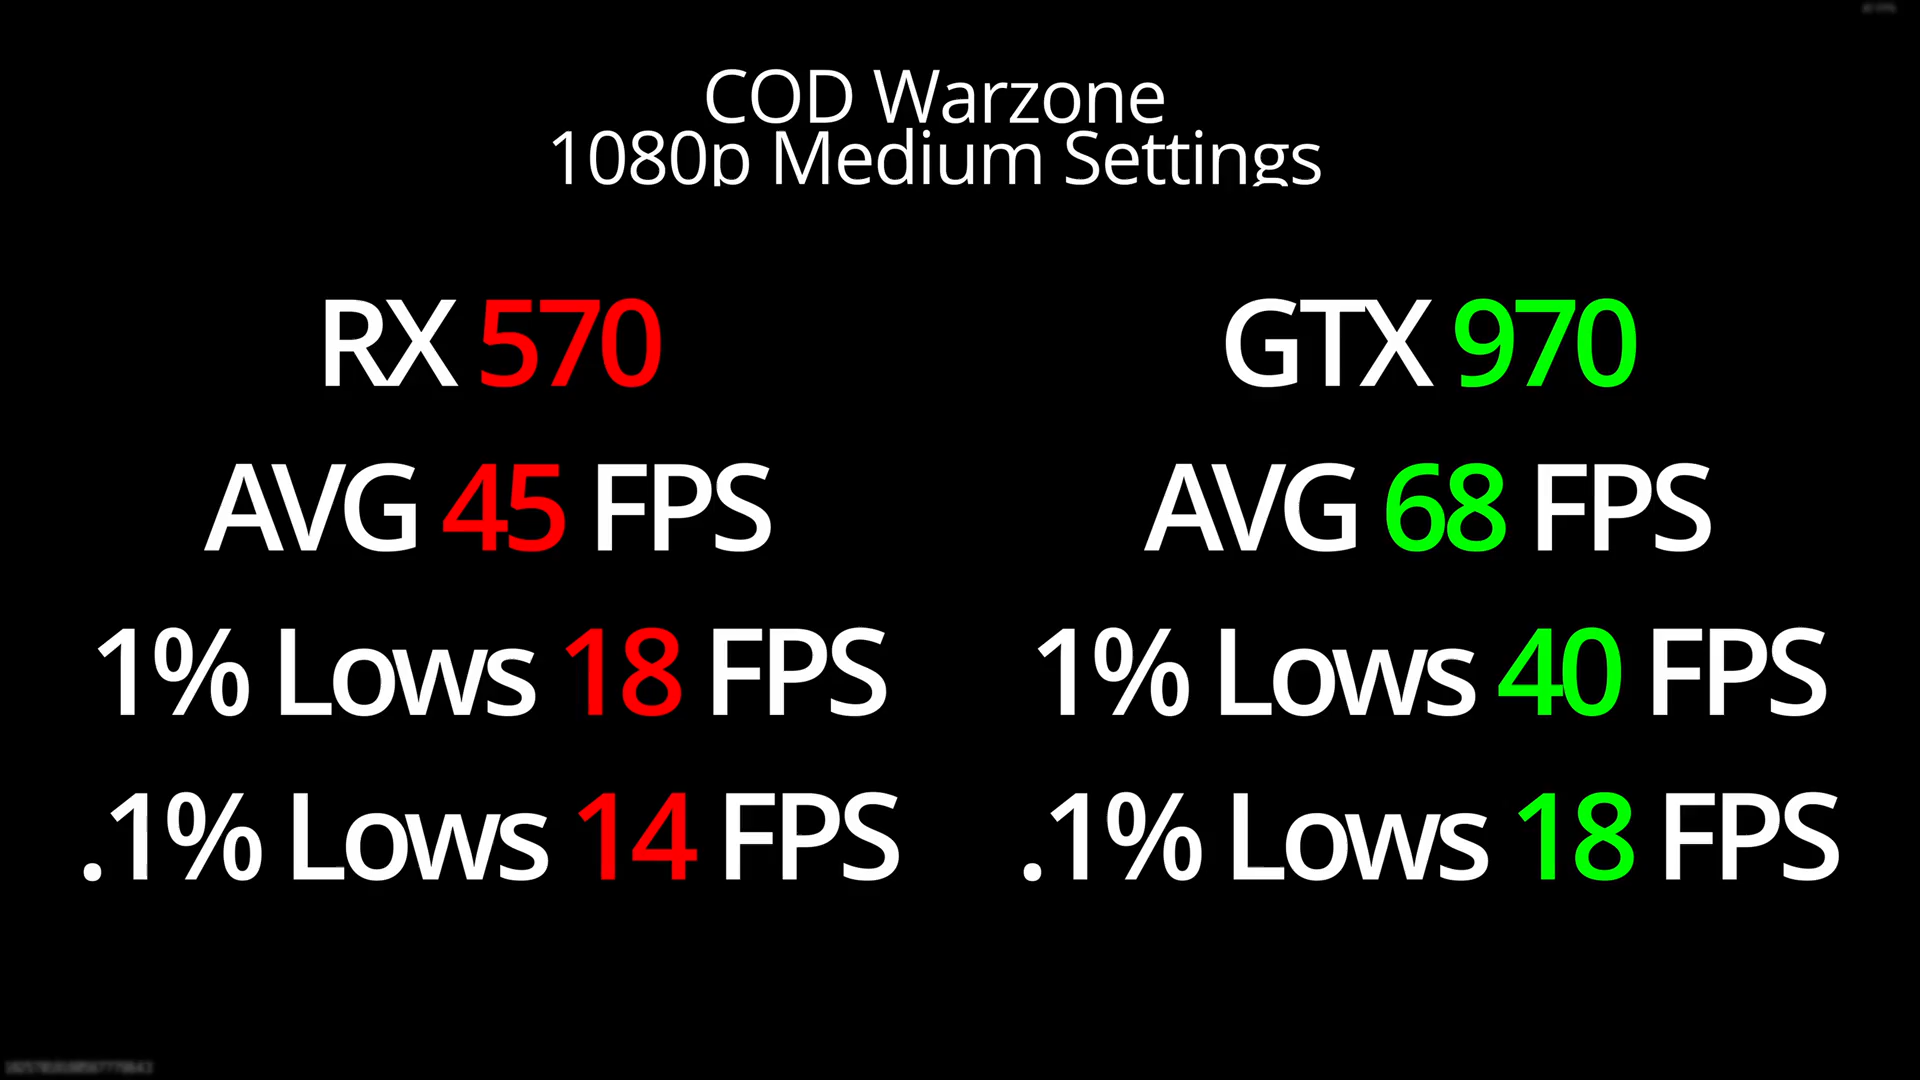 COD Warzone
1080p Medium Settings
RX 570
AVG 45 FPS
1% Lows 18 FPS
.1% Lows 14 FPS
GTX 970
AVG 68 FPS
1% Lows 40 FPS
.1% Lows 18 FPS